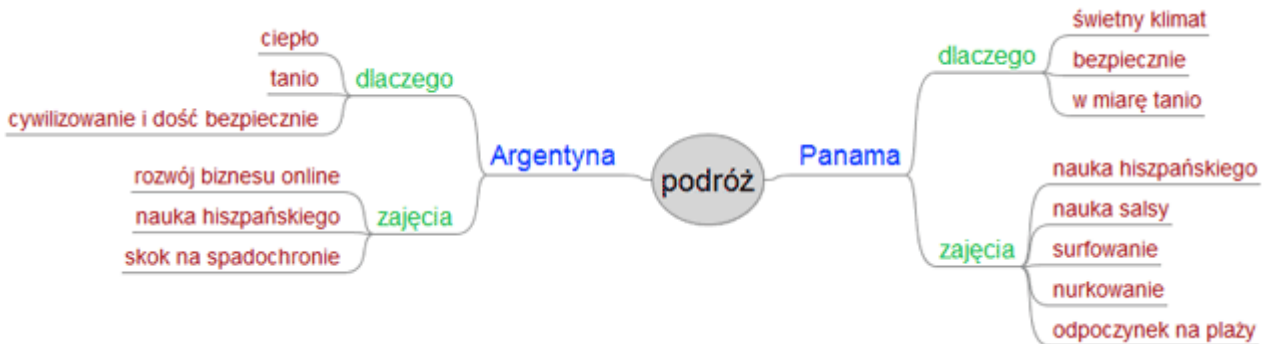 podróż
Argentyna
dlaczego
ciepło
tanio
cywilizowanie i dość bezpiecznie
zajęcia
rozwój biznesu online
nauka hiszpańskiego
skok na spadochronie
Panama
dlaczego
świetny klimat
bezpiecznie
w miarę tanio
zajęcia
nauka hiszpańskiego
nauka salsy
surfowanie
nurkowanie
odpoczynek na plaży